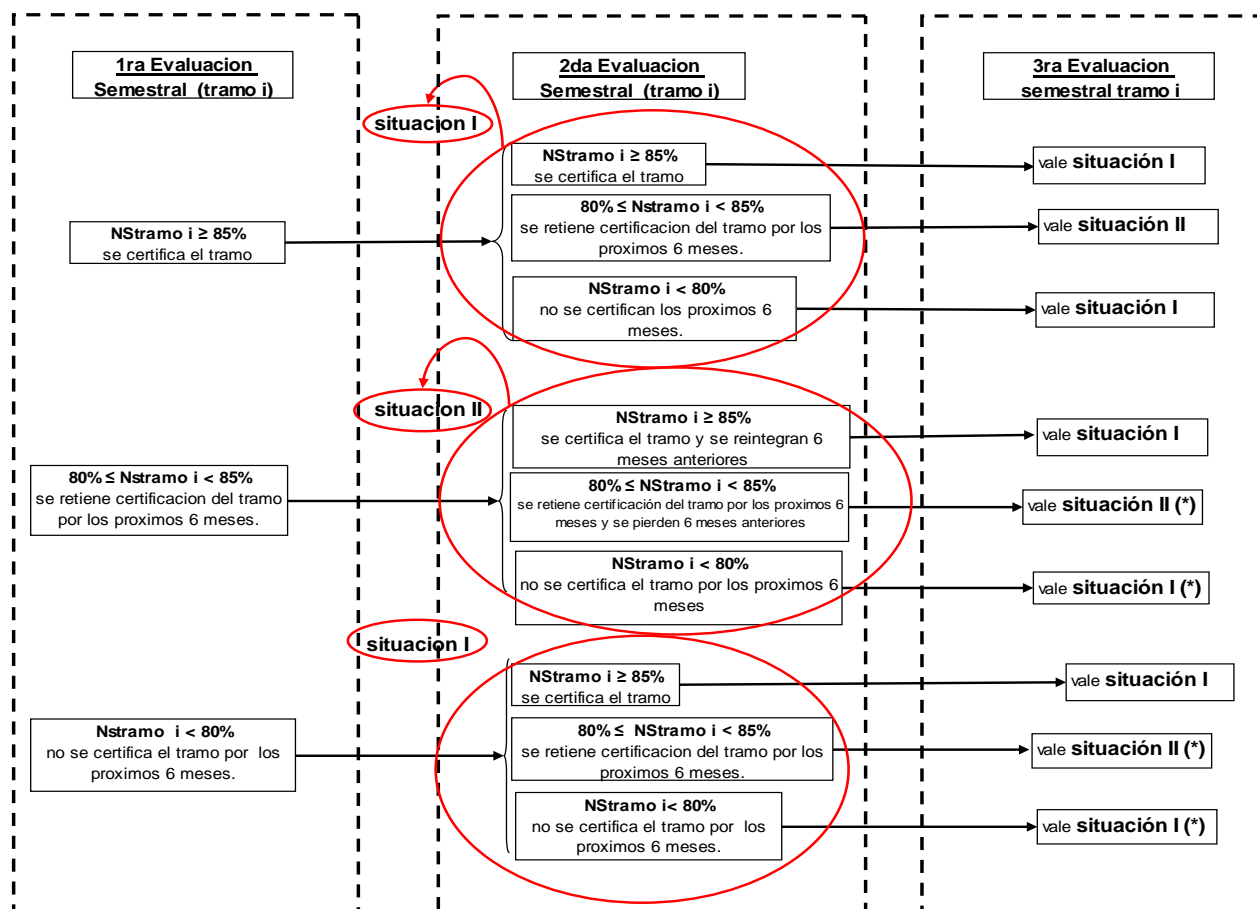 1ra Evaluacion
Semestral (tramo i)
NStramo i ≥ 85%
se certifica el tramo
80% ≤ Nstramo i < 85%
se retiene certificacion del tramo
por los proximos 6 meses.
Nstramo i < 80%
no se certifica el tramo por los
proximos 6 meses.
2da Evaluacion
Semestral (tramo i)
situacion I
NStramo i ≥ 85%
se certifica el tramo
80% ≤ Nstramo i < 85%
se retiene certificacion del tramo por los
proximos 6 meses.
NStramo i < 80%
no se certifican los proximos 6
meses.
situacion II
NStramo i ≥ 85%
se certifica el tramo y se reintegran 6
meses anteriores
80% ≤ NStramo i < 85%
se retiene certificación del tramo por los proximos 6
meses y se pierden 6 meses anteriores
NStramo i < 80%
no se certifica el tramo por los proximos 6
meses
situacion I
NStramo i ≥ 85%
se certifica el tramo
80% ≤ NStramo i < 85%
se retiene certificacion del tramo por los
proximos 6 meses.
NStramo i< 80%
no se certifica el tramo por los
proximos 6 meses.
3ra Evaluacion
semestral tramo i
vale situación I
vale situación II
vale situación I
vale situación I
vale situación II (*)
vale situación I (*)
vale situación I
vale situación II (*)
vale situación I (*)